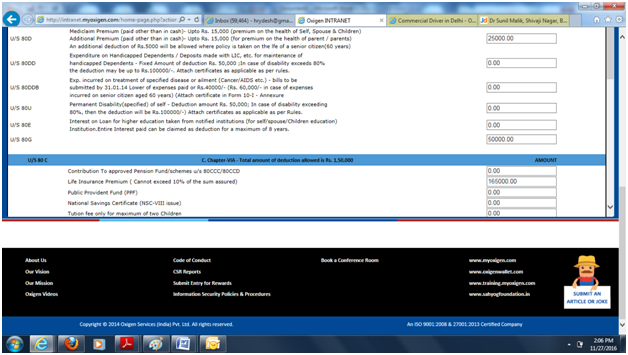 http://intranet.myoxigen.com/home-page.php?action
Inbox (59,464) - hrydesh@gma...
Oxigen INTRANET
Commercial Driver in Delhi - O...
Dr Sunil Malik, Shivaji Nagar, B...
U/S 80D
Mediclaim Premium (paid other than in cash)- Upto Rs. 15,000 (premium on the health of Self, Spouse & Children)
Additional Premium (paid other than in cash)- Upto Rs. 15,000 (for premium on the health of parent / parents)
An additional deduction of Rs.5000 will be allowed where policy is taken on the life of a senior citizen(60 years)
25000.00
U/S 80DD
Expenditure on Handicapped Dependents / Deposits made with LIC, etc. for maintenance of
handicapped Dependents - Fixed Amount of deduction Rs. 50,000 ;In case of disability exceeds 80%
the deduction may be up to Rs.100000/-. Attach certificates as applicable as per rules.
0.00
U/S 80DDB
Exp. incurred on treatment of specified disease or ailment (Cancer/AIDS etc.) - bills to be
submitted by 31.01.14 Lower of expenses paid or Rs.40000/- (Rs. 60,000/- in case of expenses
incurred on senior citizen aged 60 years) (Attach certificate in Form 10-I - Annexure
0.00
U/S 80U
Permanent Disability(specified) of self - Deduction amount Rs. 50,000; In case of disability exceeding
80%, then the deduction will be Rs.100000/-) Attach certificates as applicable as per Rules.
0.00
U/S 80E
Interest on Loan for higher education taken from notified institutions (for self/spouse/Children education)
Institution.Entire Interest paid can be claimed as deduction for a maximum of 8 years.
0.00
U/S 80G
50000.00
U/S 80 C
C. Chapter-VIA - Total amount of deduction allowed is Rs. 1,50,000
AMOUNT
Contribution To approved Pension Fund/schemes u/s 80CCC/80CCD
0.00
Life Insurance Premium ( Cannot exceed 10% of the sum assured)
165000.00
Public Provident Fund (PPF)
0.00
National Savings Certificate (NSC-VIII issue)
0.00
Tution fee only for maximum of two Children
0.00
About Us
Code of Conduct
Book a Conference Room
www.myoxigen.com
Our Vision
CSR Reports
www.oxigenwallet.com
Our Mission
Submit Entry for Rewards
www.training.myoxigen.com
Oxigen Videos
Information Security Policies & Procedures
www.sahyogfoundation.in
SUBMIT AN
ARTICLE OR JOKE
Copyright © 2016 Oxigen Services (India) Pvt. Ltd. All rights reserved.
An ISO 9001:2008 & 27001:2013 Certified Company
2:06 PM
11/27/2016